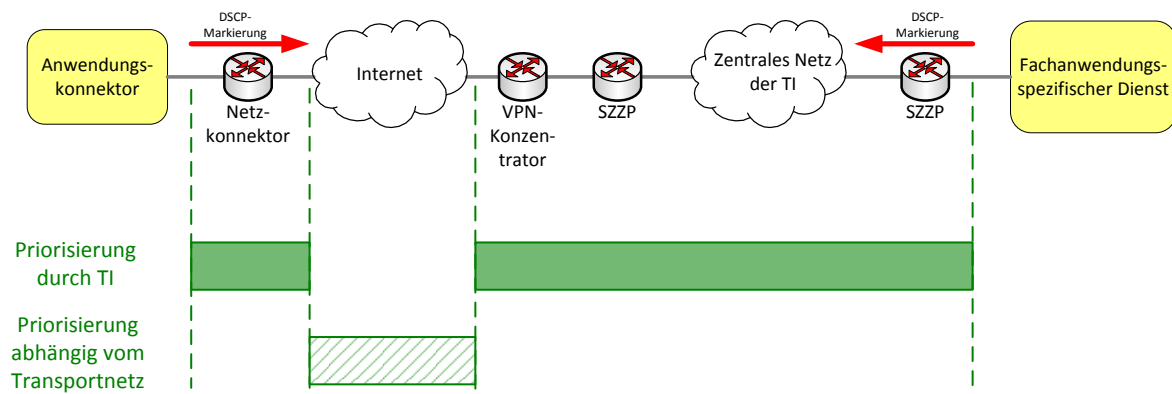 DSCP-
Markierung
DSCP-
Markierung
Anwendungs-
konnektor
Internet
Zentrales Netz
der TI
Fachanwendungs-
spezifischer Dienst
Netz-
konnektor
VPN-
Konzen-
trator
SZZP
SZZP
Priorisierung
durch TI
Priorisierung
abhängig vom
Transportnetz